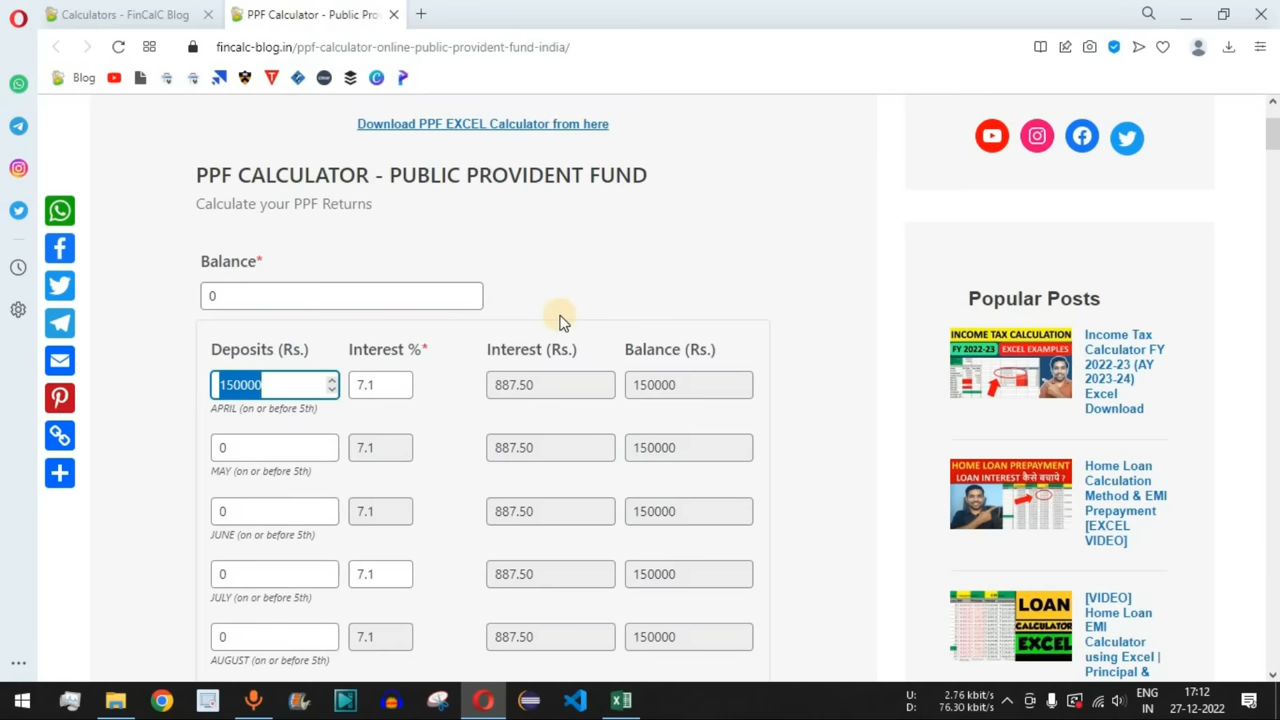 Calculators - FinCalC Blog
PPF Calculator - Public Pro
fincalc-blog.in/ppf-calculator-online-public-provident-fund-india/
Blog
Download PPF EXCEL Calculator from here
PPF CALCULATOR - PUBLIC PROVIDENT FUND
Calculate your PPF Returns
Balance*
0
Deposits (Rs.) Interest %* Interest (Rs.) Balance (Rs.)
150000 7.1 887.50 150000
APRIL (on or before 5th)
0 7.1 887.50 150000
MAY (on or before 5th)
0 7.1 887.50 150000
JUNE (on or before 5th)
0 7.1 887.50 150000
JULY (on or before 5th)
0 7.1 887.50 150000
AUGUST (on or before 5th)
Popular Posts
INCOME TAX CALCULATION
FY 2022-23 EXCEL EXAMPLES
Income Tax
Calculator FY
2022-23 (AY
2023-24)
Excel
Download
HOME LOAN PREPAYMENT
LOAN INTEREST कैसे बचाये ?
Home Loan
Calculation
Method & EMI
Prepayment
[EXCEL
VIDEO]
LOAN
CALCULATOR
EXCEL
[VIDEO]
Home Loan
EMI
Calculator
using Excel |
Principal &
U: 2.76 kbit/s
D: 76.30 kbit/s
ENG
IN
17:12
27-12-2022